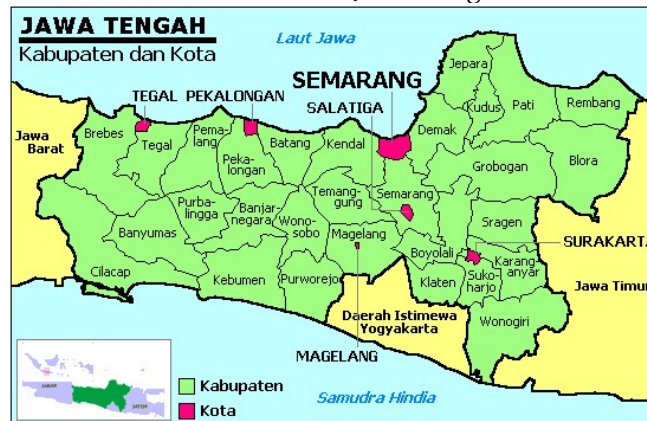 JAWA TENGAH
Kabupaten dan Kota
Laut Jawa
SEMARANG
TEGAL
PEKALONGAN
SALATIGA
Jepara
Kudus
Pati
Rembang
Demak
Jawa
Barat
Brebes
Tegal
Pema-
lang
Peka-
longan
Batang
Kendal
Grobogan
Blora
Temang-
gung
Semarang
Purba-
lingga
Banjar-
negara
Wono-
sobo
Magelang
Sragen
Banyumas
SURAKARTA
Boyolali
Karang-
anyar
Cilacap
Kebumen
Purworejo
Klaten
Suko-
harjo
Jawa Timur
Daerah Istimewa
Yogyakarta
Wonogiri
MAGELANG
Kabupaten
Kota
Samudra Hindia